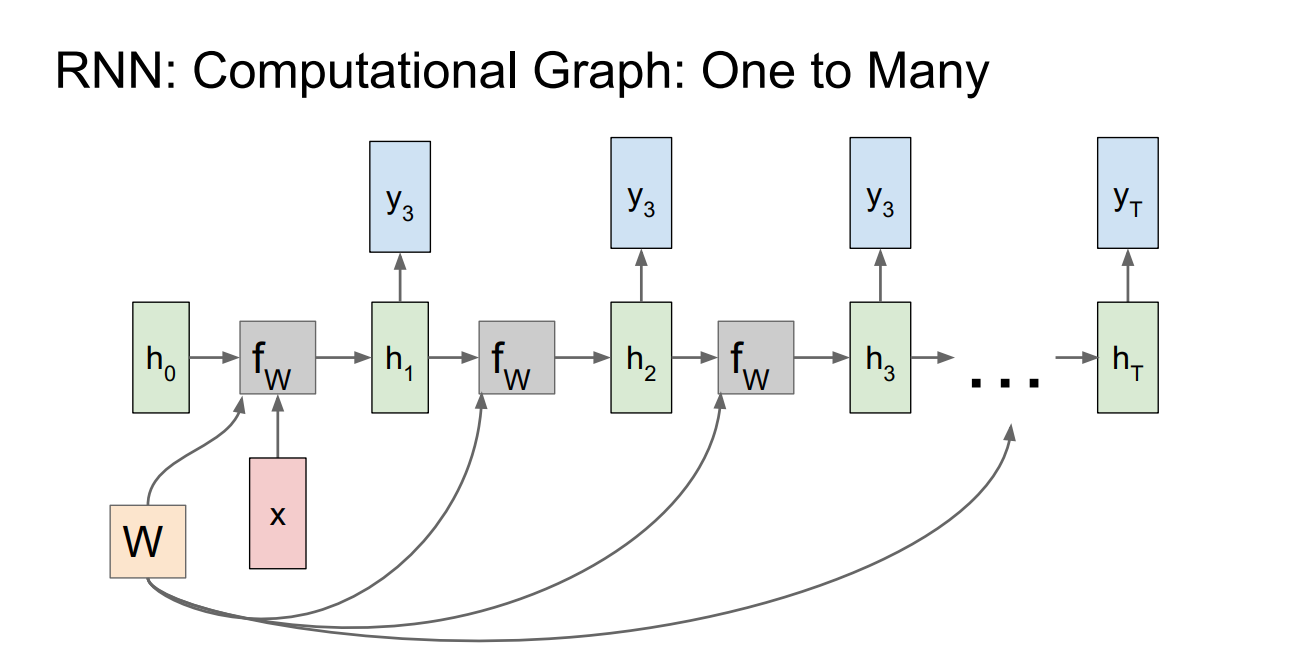 RNN: Computational Graph: One to Many
y3 y3 y3 yT
h0 fW h1 fW h2 fW h3 ... hT
W x